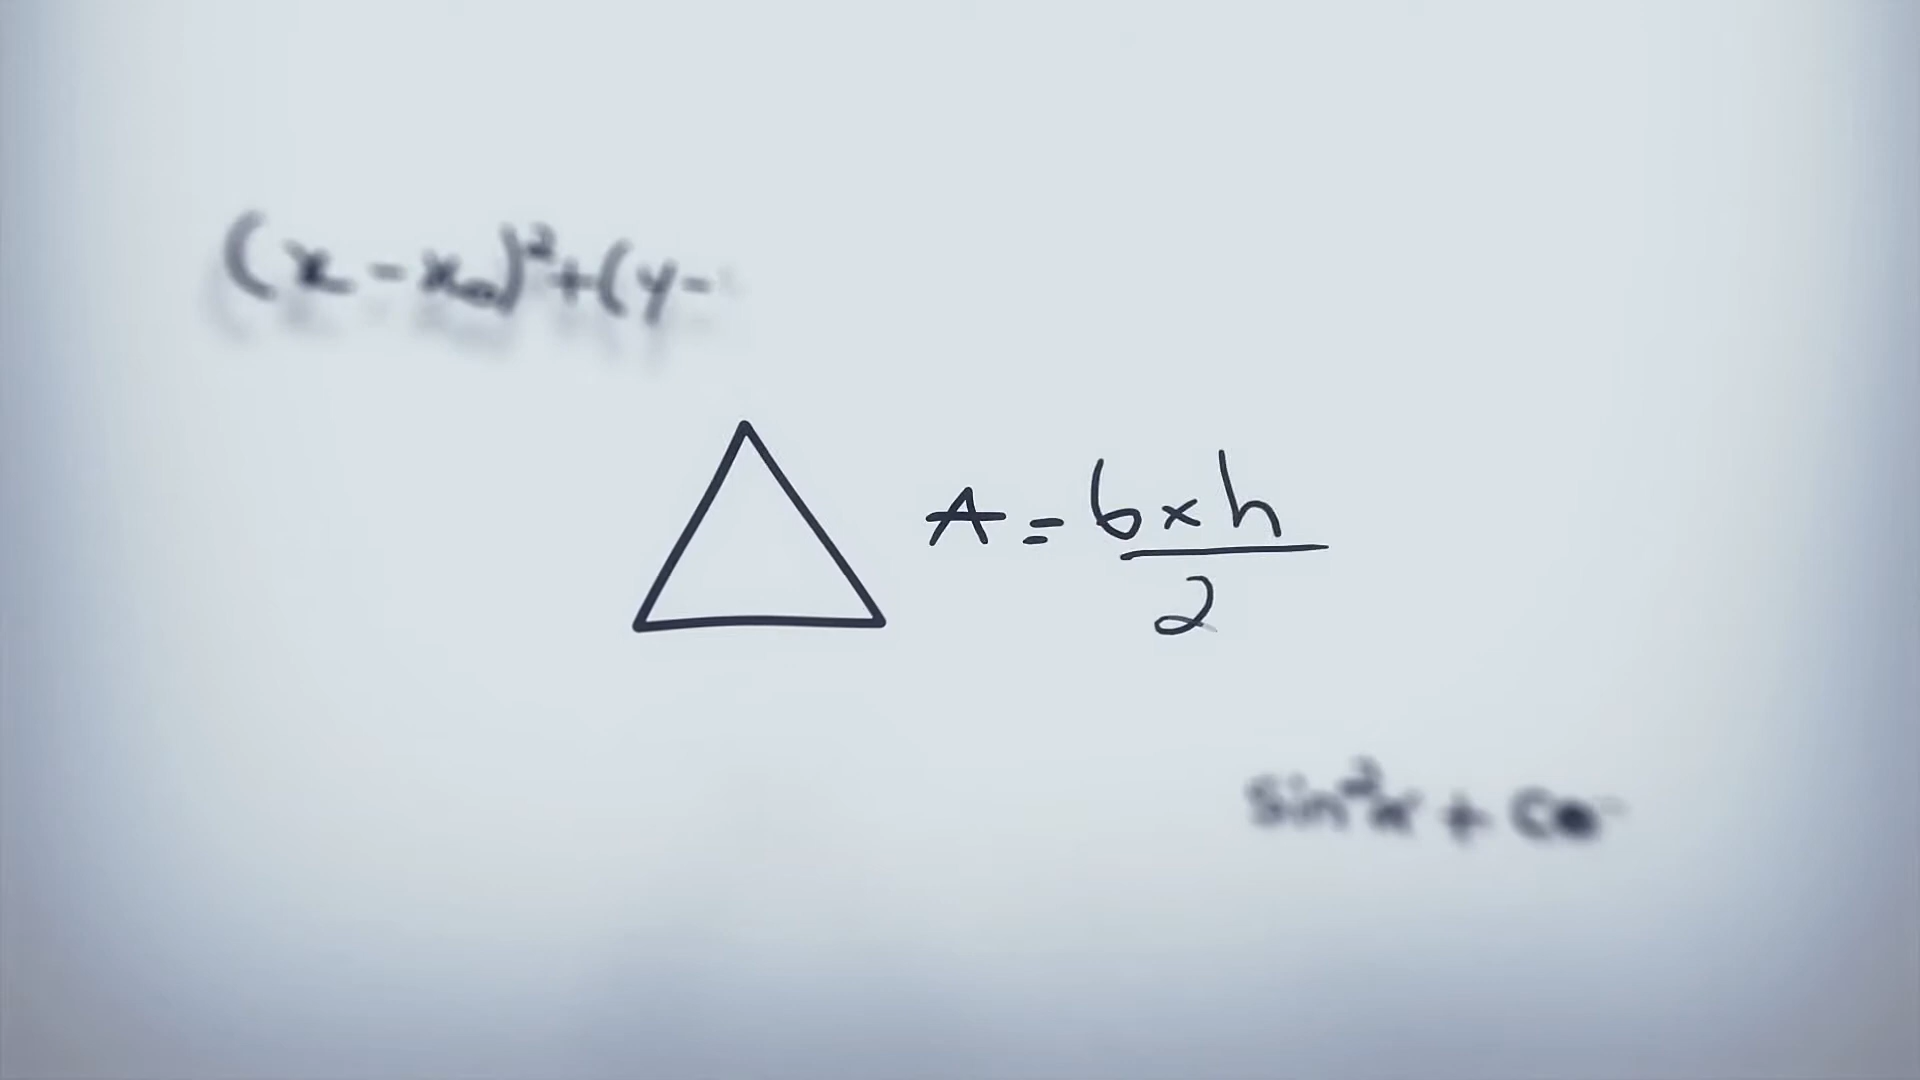 (x-x₀)²+(y-
A = b×h
2
sin²x + co